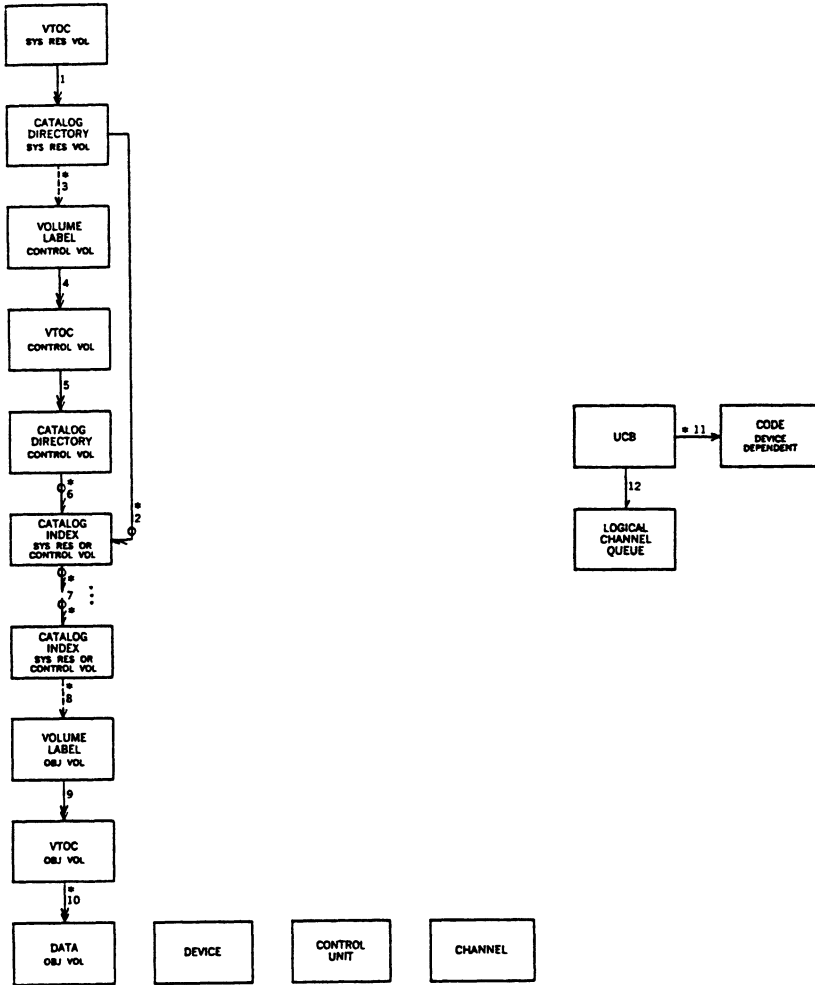 VTOC
SYS RES VOL
1
CATALOG
DIRECTORY
SYS RES VOL
*
3
VOLUME
LABEL
CONTROL VOL
4
VTOC
CONTROL VOL
5
CATALOG
DIRECTORY
CONTROL VOL
*
6
*
2
CATALOG
INDEX
SYS RES OR
CONTROL VOL
*
7
*
CATALOG
INDEX
SYS RES OR
CONTROL VOL
*
8
VOLUME
LABEL
OBJ VOL
9
VTOC
OBJ VOL
*
10
DATA
OBJ VOL
DEVICE
CONTROL
UNIT
CHANNEL
UCB
* 11
CODE
DEVICE
DEPENDENT
12
LOGICAL
CHANNEL
QUEUE